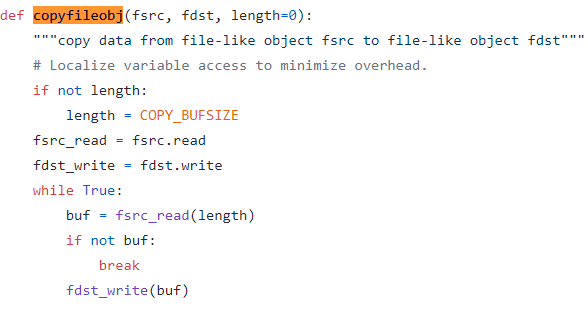 def copyfileobj(fsrc, fdst, length=0):
    """copy data from file-like object fsrc to file-like object fdst"""
    # Localize variable access to minimize overhead.
    if not length:
        length = COPY_BUFSIZE
    fsrc_read = fsrc.read
    fdst_write = fdst.write
    while True:
        buf = fsrc_read(length)
        if not buf:
            break
        fdst_write(buf)